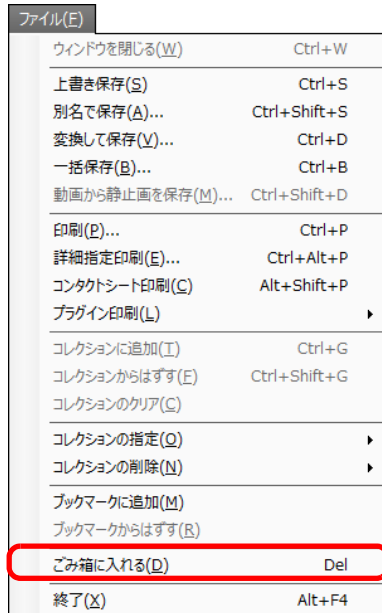 ファイル(F)
ウィンドウを閉じる(W) Ctrl+W
上書き保存(S) Ctrl+S
別名で保存(A)... Ctrl+Shift+S
変換して保存(V)... Ctrl+D
一括保存(B)... Ctrl+B
動画から静止画を保存(M)... Ctrl+Shift+D
印刷(P)... Ctrl+P
詳細指定印刷(E)... Ctrl+Alt+P
コンタクトシート印刷(C) Alt+Shift+P
プラグイン印刷(L)
コレクションに追加(T) Ctrl+G
コレクションからはずす(F) Ctrl+Shift+G
コレクションのクリア(C)
コレクションの指定(O)
コレクションの削除(N)
ブックマークに追加(M)
ブックマークからはずす(R)
ごみ箱に入れる(D) Del
終了(X) Alt+F4